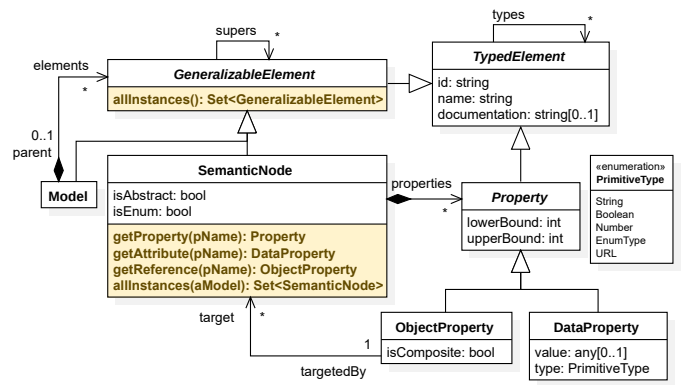 supers
*
types
*
elements
*
GeneralizableElement
allInstances(): Set<GeneralizableElement>
TypedElement
id: string
name: string
documentation: string[0..1]
0..1
parent
Model
SemanticNode
isAbstract: bool
isEnum: bool
getProperty(pName): Property
getAttribute(pName): DataProperty
getReference(pName): ObjectProperty
allInstances(aModel): Set<SemanticNode>
properties
*
Property
lowerBound: int
upperBound: int
«enumeration»
PrimitiveType
String
Boolean
Number
EnumType
URL
target
*
1
targetedBy
ObjectProperty
isComposite: bool
DataProperty
value: any[0..1]
type: PrimitiveType